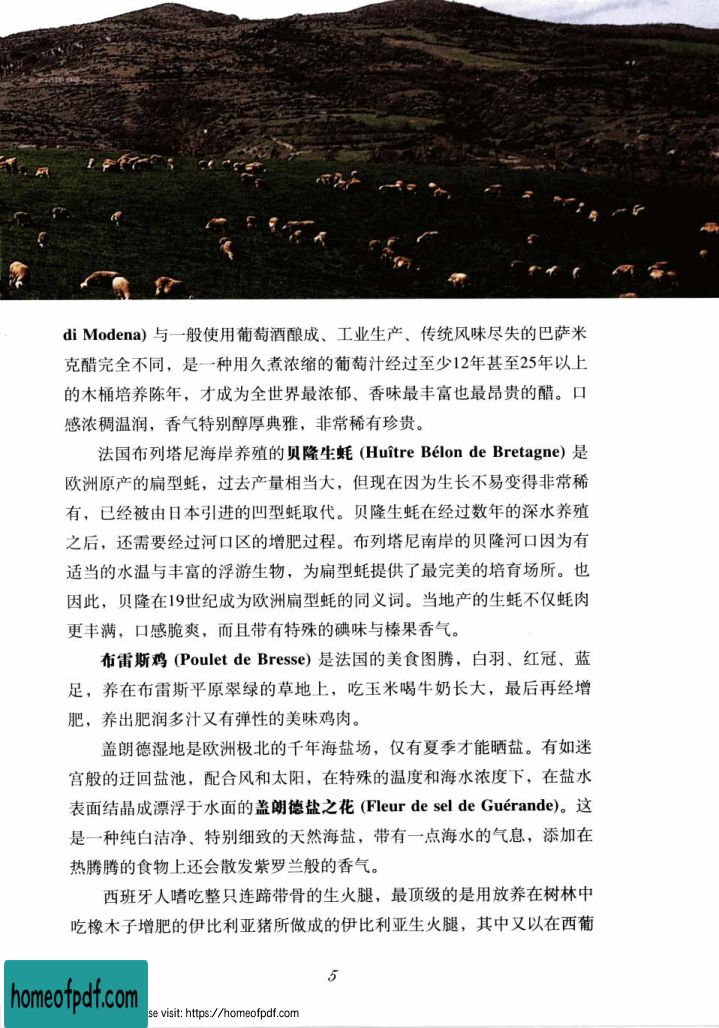 di Modena) 与一般使用葡萄酒酿成、工业生产、传统风味尽失的巴萨米
克醋完全不同，是一种用久煮浓缩的葡萄汁经过至少12年甚至25年以上
的木桶培养陈年，才成为全世界最浓郁、香味最丰富也最昂贵的醋。口
感浓稠温润，香气特别醇厚典雅，非常稀有珍贵。
法国布列塔尼海岸养殖的贝隆生蚝 (Huître Bélon de Bretagne) 是
欧洲原产的扁型蚝，过去产量相当大，但现在因为生长不易变得非常稀
有，已经被由日本引进的凹型蚝取代。贝隆生蚝在经过数年的深水养殖
之后，还需要经过河口区的增肥过程。布列塔尼南岸的贝隆河口因为有
适当的水温与丰富的浮游生物，为扁型蚝提供了最完美的培育场所。也
因此，贝隆在19世纪成为欧洲扁型蚝的同义词。当地产的生蚝不仅蚝肉
更丰满，口感脆爽，而且带有特殊的碘味与榛果香气。
布雷斯鸡 (Poulet de Bresse) 是法国的美食图腾，白羽、红冠、蓝
足，养在布雷斯平原翠绿的草地上，吃玉米喝牛奶长大，最后再经增
肥，养出肥润多汁又有弹性的美味鸡肉。
盖朗德湿地是欧洲极北的千年海盐场，仅有夏季才能晒盐。有如迷
宫般的迂回盐池，配合风和太阳，在特殊的温度和海水浓度下，在盐水
表面结晶成漂浮于水面的盖朗德盐之花 (Fleur de sel de Guérande)。这
是一种纯白洁净、特别细致的天然海盐，带有一点海水的气息，添加在
热腾腾的食物上还会散发紫罗兰般的香气。
西班牙人嗜吃整只连蹄带骨的生火腿，最顶级的是用放养在树林中
吃橡木子增肥的伊比利亚猪所做成的伊比利亚生火腿，其中又以在西葡
5
homeofpdf.com
se visit: https://homeofpdf.com